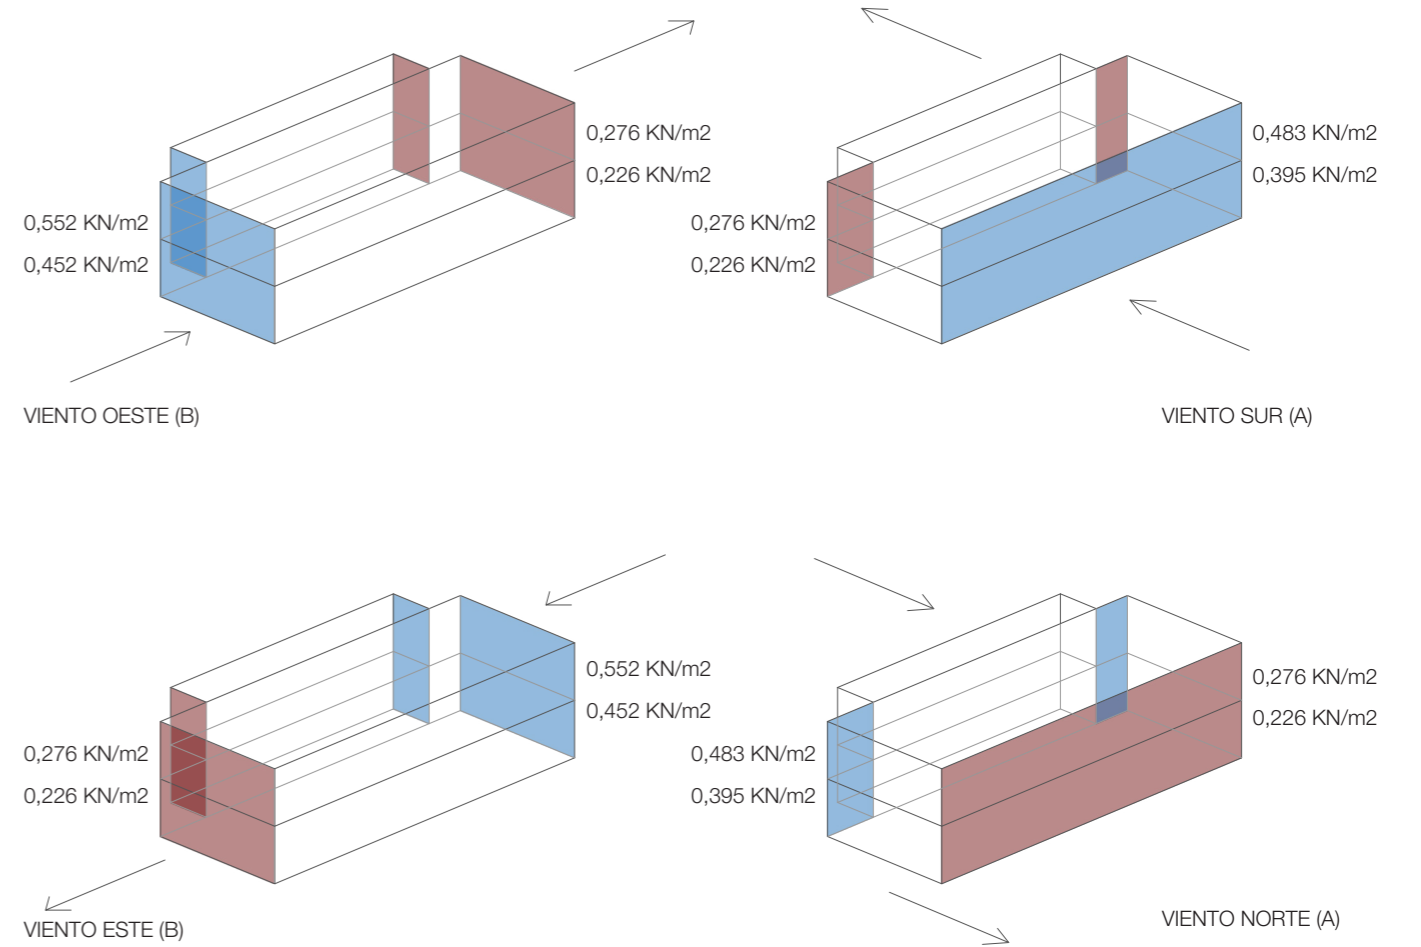 0,276 KN/m2
0,226 KN/m2
0,552 KN/m2
0,452 KN/m2
VIENTO OESTE (B)
0,483 KN/m2
0,395 KN/m2
0,276 KN/m2
0,226 KN/m2
VIENTO SUR (A)
0,552 KN/m2
0,452 KN/m2
0,276 KN/m2
0,226 KN/m2
VIENTO ESTE (B)
0,276 KN/m2
0,226 KN/m2
0,483 KN/m2
0,395 KN/m2
VIENTO NORTE (A)